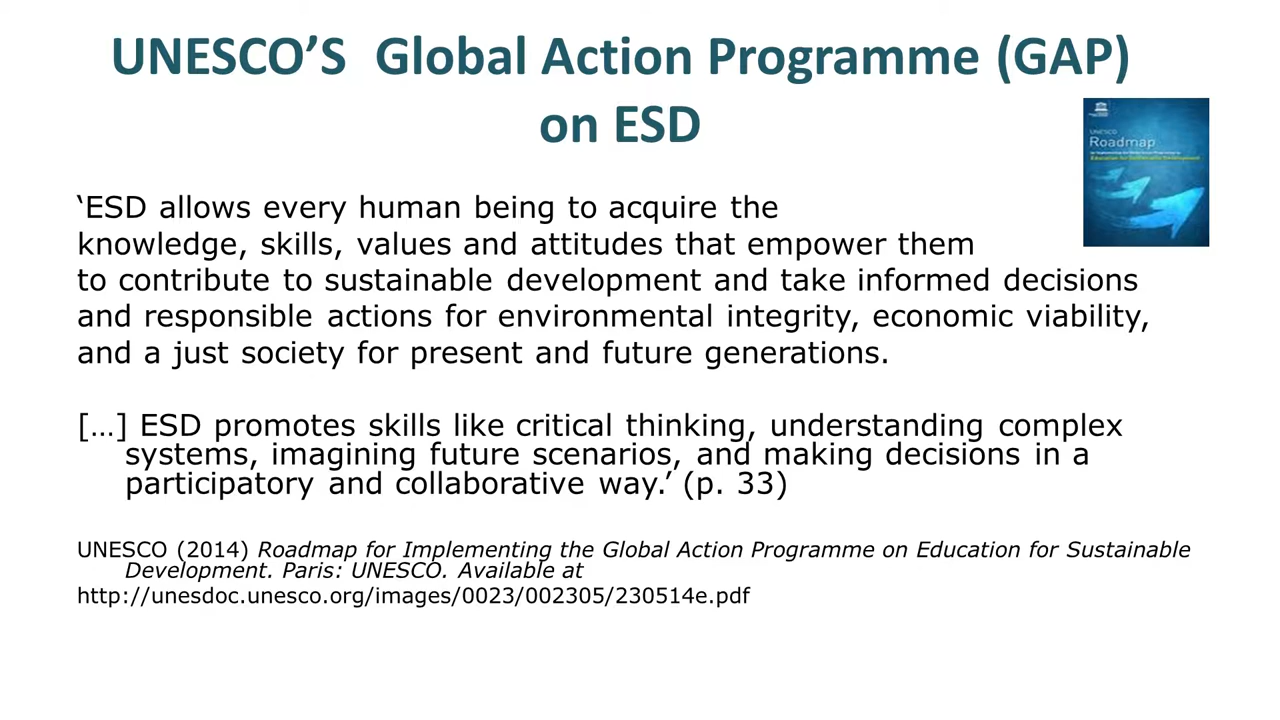 UNESCO’S  Global Action Programme (GAP)
on ESD
UNESCO
Roadmap
Education for Sustainable Development
‘ESD allows every human being to acquire the
knowledge, skills, values and attitudes that empower them
to contribute to sustainable development and take informed decisions
and responsible actions for environmental integrity, economic viability,
and a just society for present and future generations.
[…] ESD promotes skills like critical thinking, understanding complex
systems, imagining future scenarios, and making decisions in a
participatory and collaborative way.’ (p. 33)
UNESCO (2014) Roadmap for Implementing the Global Action Programme on Education for Sustainable
Development. Paris: UNESCO. Available at
http://unesdoc.unesco.org/images/0023/002305/230514e.pdf